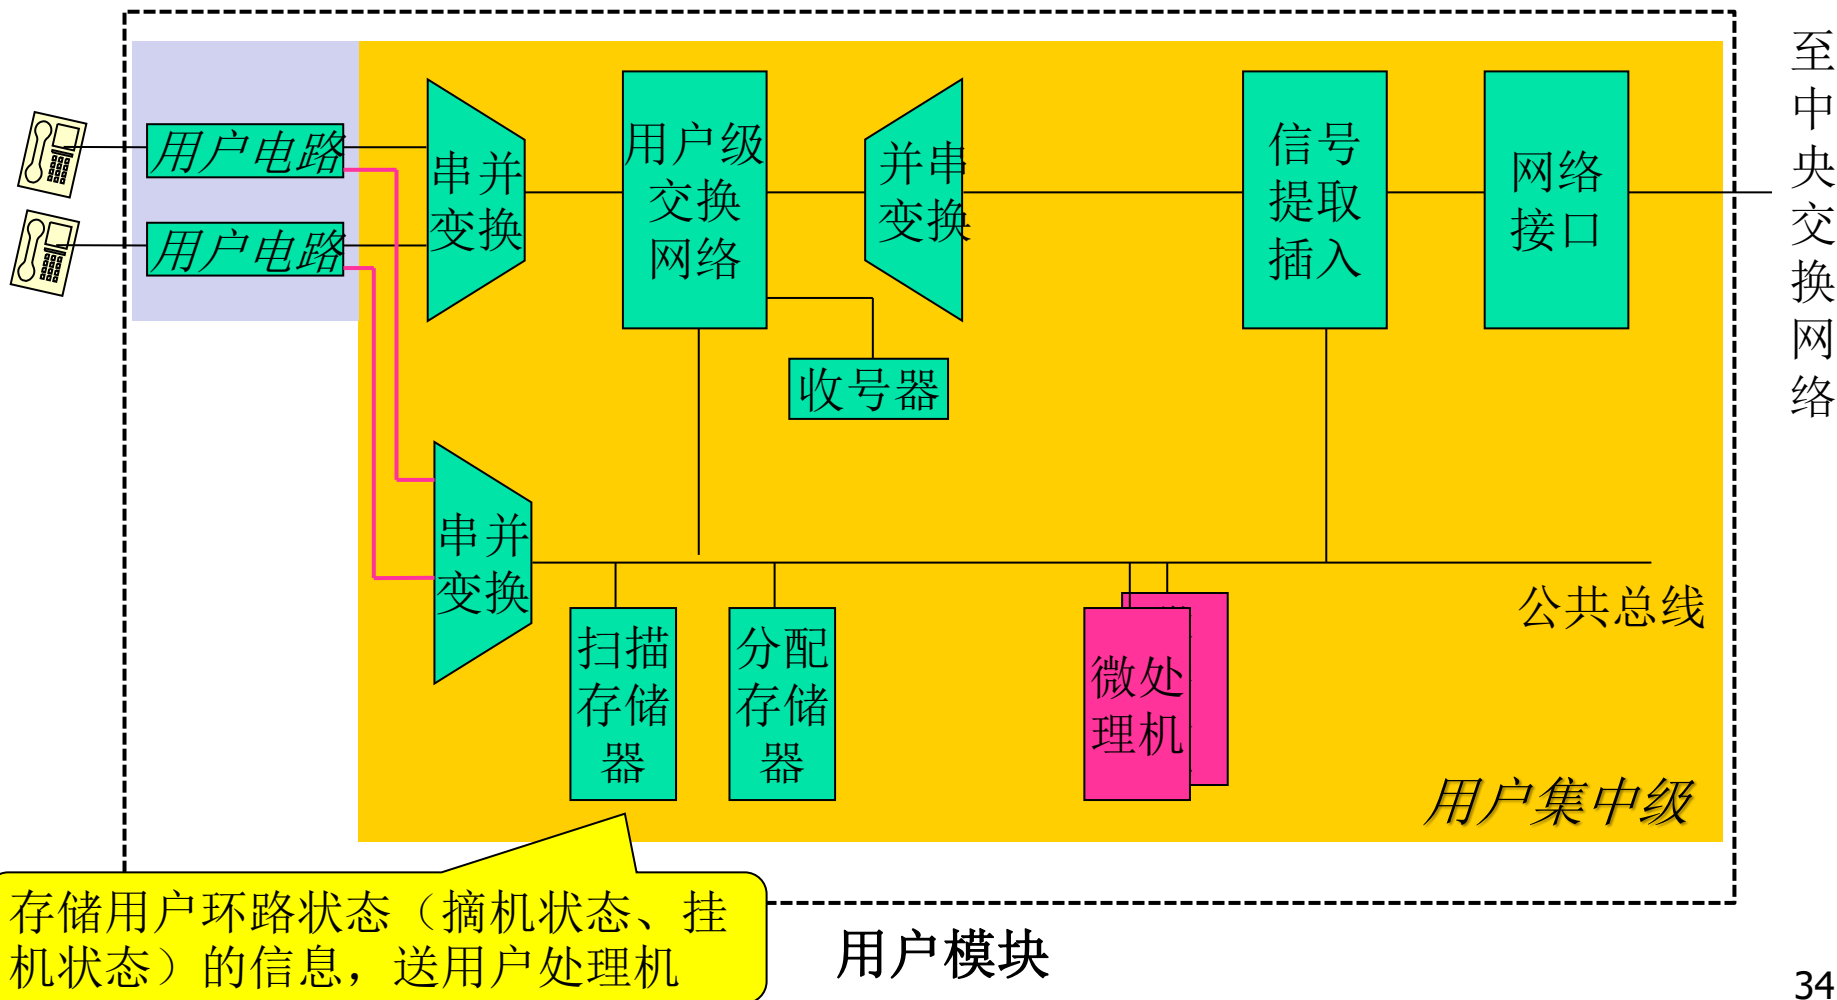 用户电路
用户电路
串并
变换
用户级
交换
网络
并串
变换
信号
提取
插入
网络
接口
至
中
央
交
换
网
络
收号器
串并
变换
公共总线
扫描
存储
器
分配
存储
器
微处
理机
用户集中级
存储用户环路状态（摘机状态、挂
机状态）的信息，送用户处理机
用户模块
34